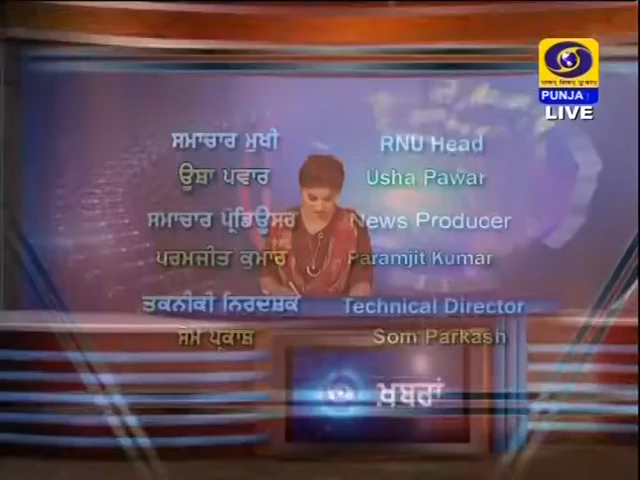 PUNJA
LIVE
ਸਮਾਚਾਰ ਮੁਖੀ RNU Head
ਊਸ਼ਾ ਪਵਾਰ Usha Pawar
ਸਮਾਚਾਰ ਪ੍ਰੋਡਿਊਸਰ News Producer
ਪਰਮਜੀਤ ਕੁਮਾਰ Paramjit Kumar
ਤਕਨੀਕੀ ਨਿਰਦੇਸ਼ਕ Technical Director
ਸੋਮ ਪ੍ਰਕਾਸ਼ Som Parkash
ਖ਼ਬਰਾਂ